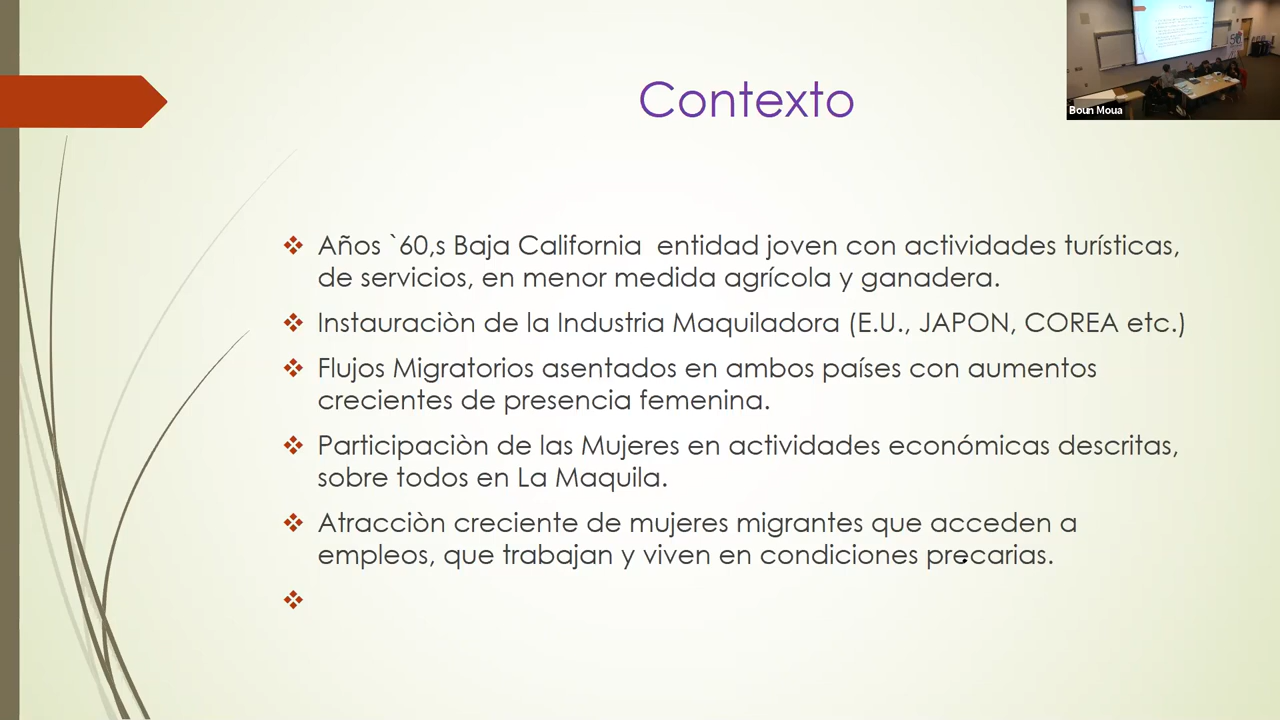 Contexto
Boun Moua
Años `60,s Baja California  entidad joven con actividades turísticas,
de servicios, en menor medida agrícola y ganadera.
Instauraciòn de la Industria Maquiladora (E.U., JAPON, COREA etc.)
Flujos Migratorios asentados en ambos países con aumentos
crecientes de presencia femenina.
Participaciòn de las Mujeres en actividades económicas descritas,
sobre todos en La Maquila.
Atracciòn creciente de mujeres migrantes que acceden a
empleos, que trabajan y viven en condiciones precarias.